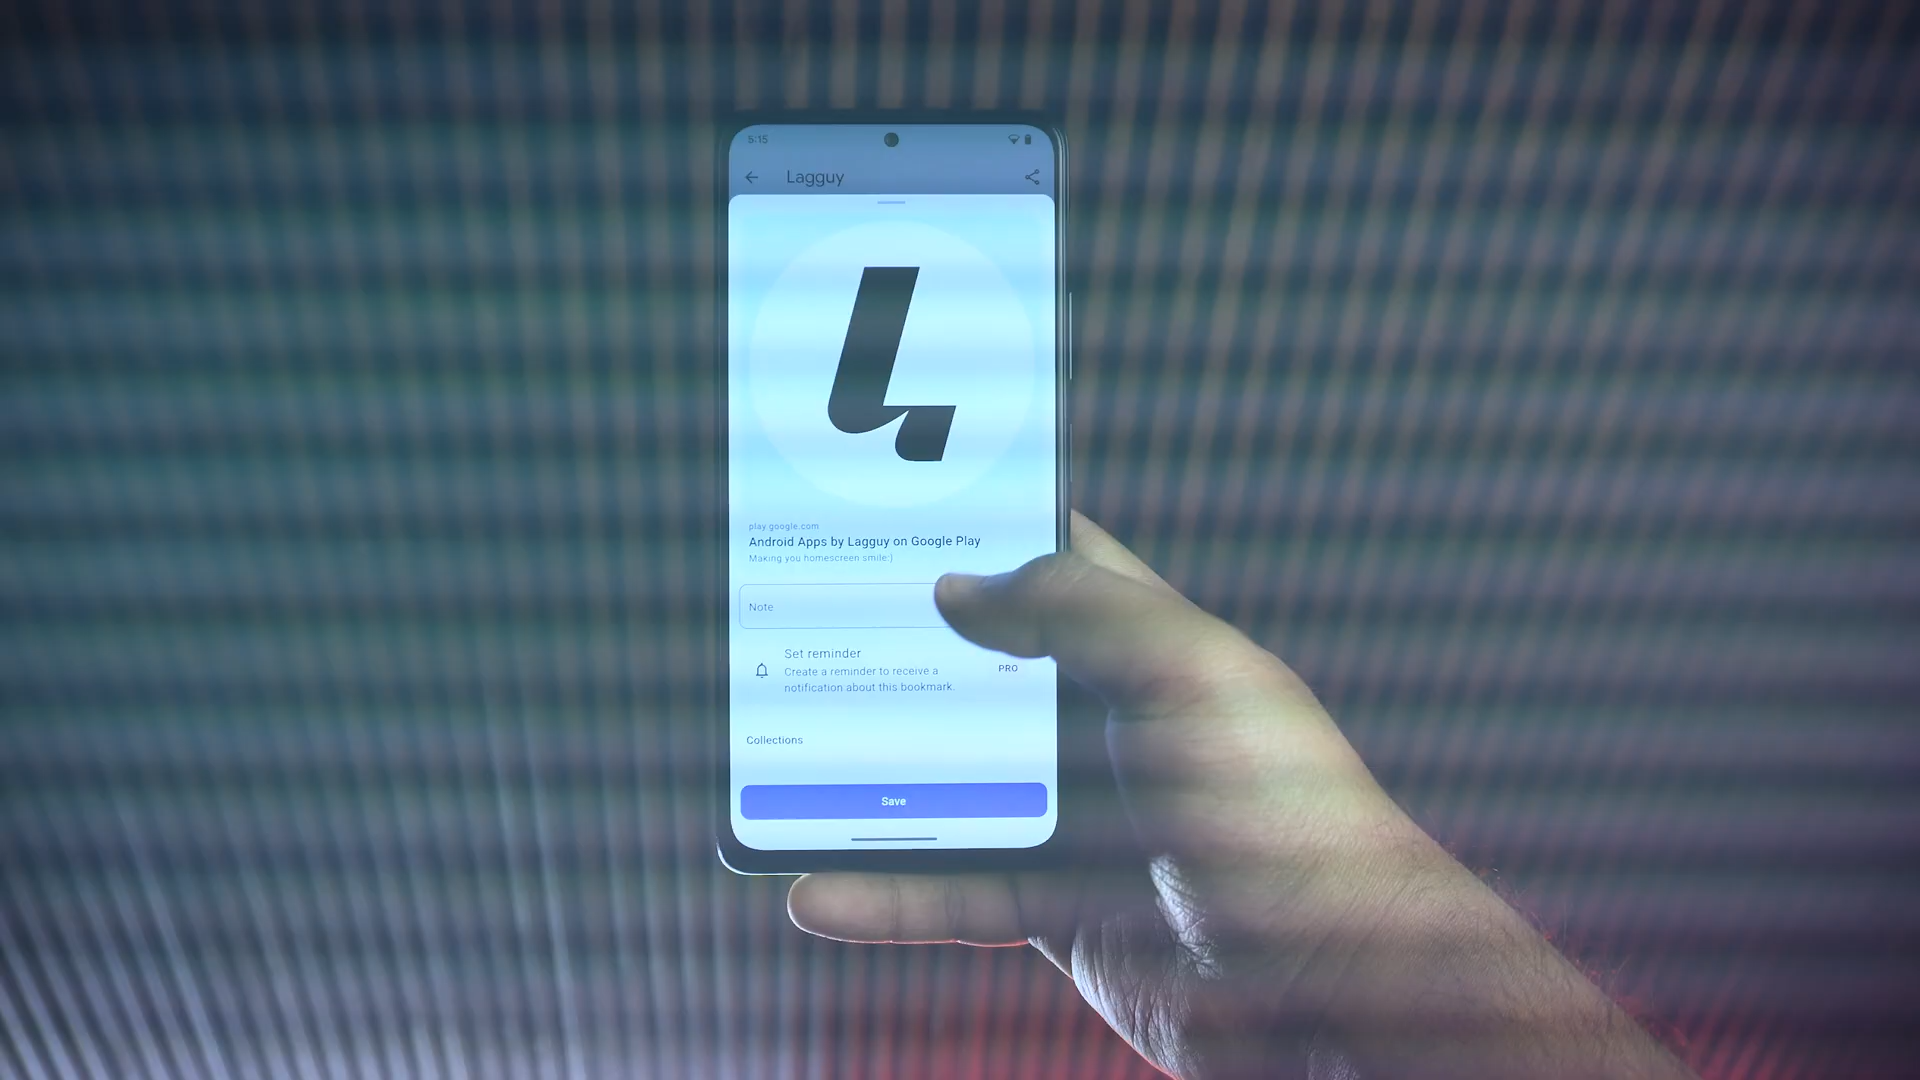 5:15
Lagguy
play.google.com
Android Apps by Lagguy on Google Play
Making you homescreen smile:)
Note
Set reminder
Create a reminder to receive a
notification about this bookmark.
PRO
Collections
Save